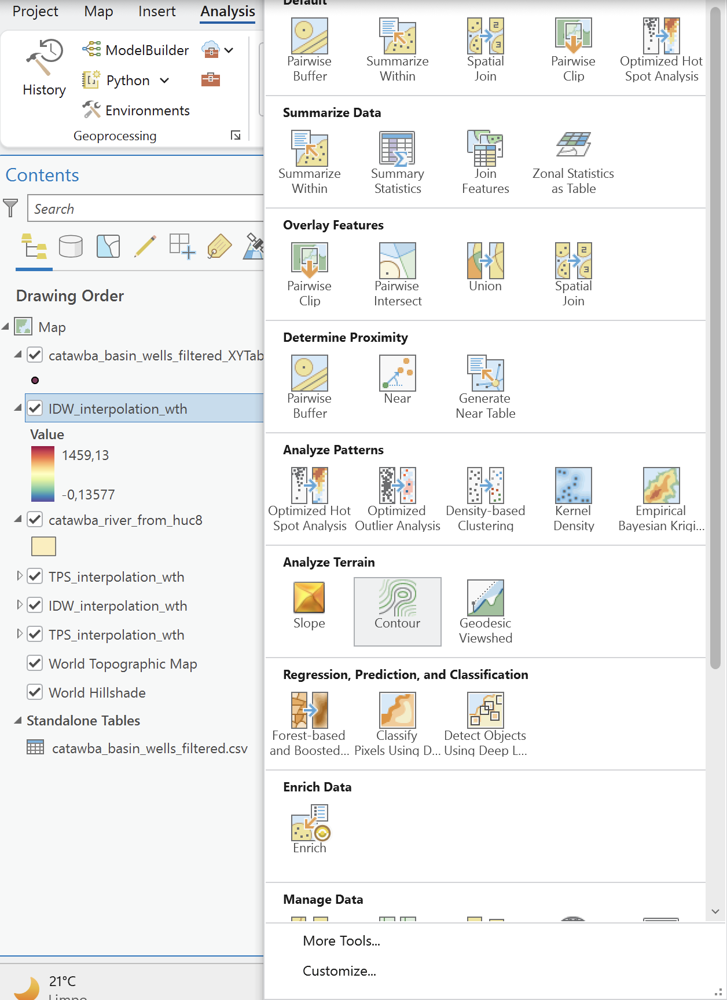 Project Map Insert Analysis
History
ModelBuilder
Python
Environments
Geoprocessing
Contents
Search
Drawing Order
Map
catawba_basin_wells_filtered_XYTab
IDW_interpolation_wth
Value
1459,13
-0,13577
catawba_river_from_huc8
TPS_interpolation_wth
IDW_interpolation_wth
TPS_interpolation_wth
World Topographic Map
World Hillshade
Standalone Tables
catawba_basin_wells_filtered.csv
21°C
Limpo
Default
Pairwise
Buffer
Summarize
Within
Spatial
Join
Pairwise
Clip
Optimized Hot
Spot Analysis
Summarize Data
Summarize
Within
Summary
Statistics
Join
Features
Zonal Statistics
as Table
Overlay Features
Pairwise
Clip
Pairwise
Intersect
Union
Spatial
Join
Determine Proximity
Pairwise
Buffer
Near
Generate
Near Table
Analyze Patterns
Optimized Hot
Spot Analysis
Optimized
Outlier Analysis
Density-based
Clustering
Kernel
Density
Empirical
Bayesian Krigi...
Analyze Terrain
Slope
Contour
Geodesic
Viewshed
Regression, Prediction, and Classification
Forest-based
and Boosted...
Classify
Pixels Using D...
Detect Objects
Using Deep L...
Enrich Data
Enrich
Manage Data
More Tools...
Customize...